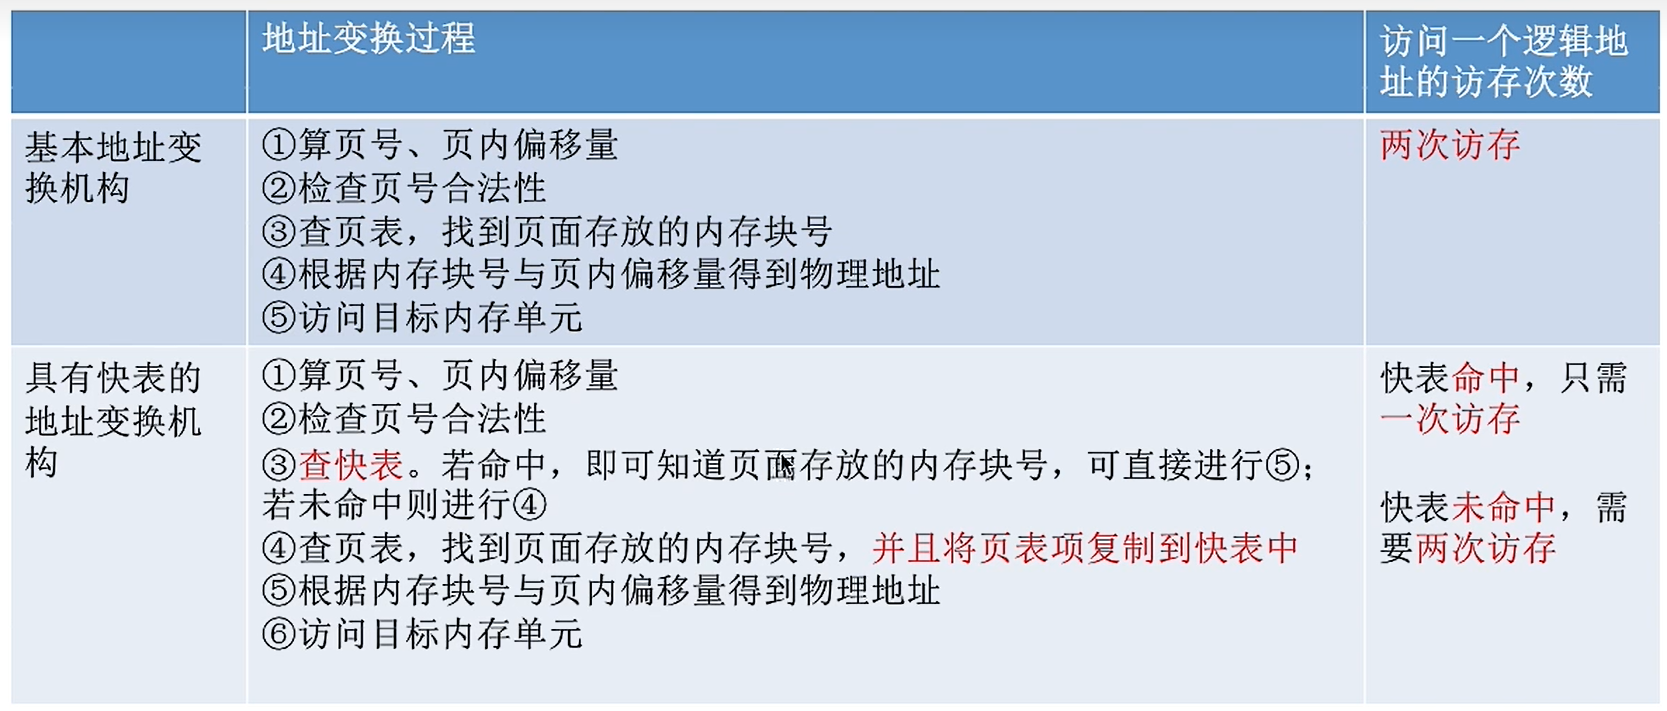 地址变换过程
访问一个逻辑地
址的访存次数
基本地址变
换机构
①算页号、页内偏移量
②检查页号合法性
③查页表，找到页面存放的内存块号
④根据内存块号与页内偏移量得到物理地址
⑤访问目标内存单元
两次访存
具有快表的
地址变换机
构
①算页号、页内偏移量
②检查页号合法性
③查快表。若命中，即可知道页面存放的内存块号，可直接进行⑤；
若未命中则进行④
④查页表，找到页面存放的内存块号，并且将页表项复制到快表中
⑤根据内存块号与页内偏移量得到物理地址
⑥访问目标内存单元
快表命中，只需
一次访存
快表未命中，需
要两次访存